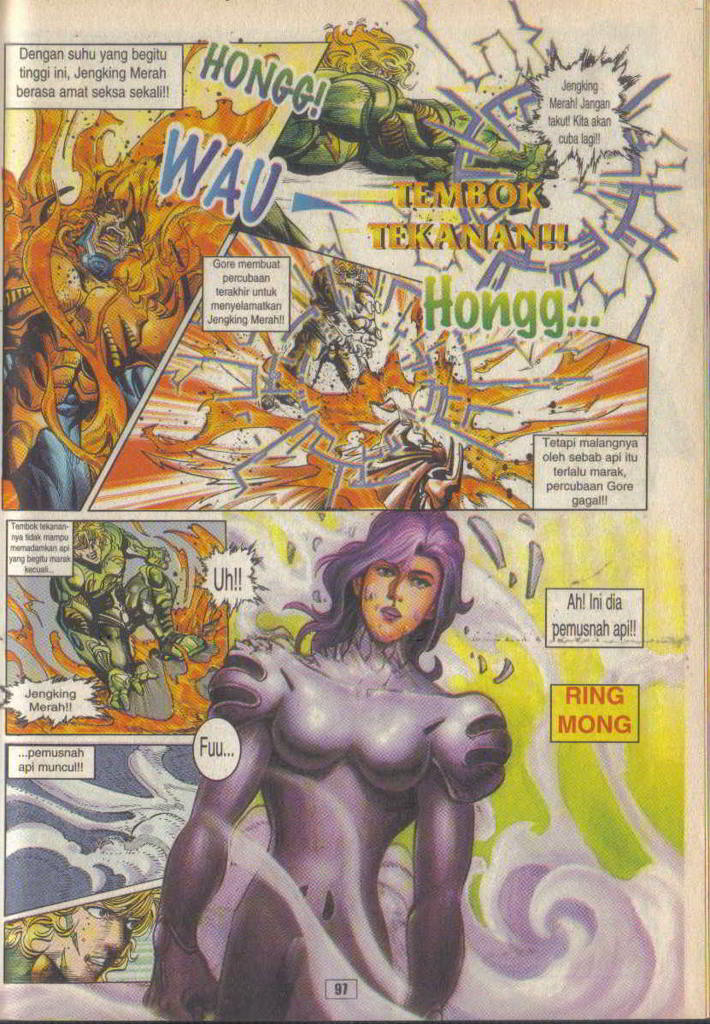 Dengan suhu yang begitu
tinggi ini, Jengking Merah
berasa amat seksa sekali!!
HONGG!
Jengking
Merah! Jangan
takut! Kita akan
cuba lagi!!
WAU
TEMBOK
TEKANAN!!!
Gore membuat
percubaan
terakhir untuk
menyelamatkan
Jengking Merah!!
Hongg...
Tetapi malangnya
oleh sebab api itu
terlalu marak,
percubaan Gore
gagal!!
Tembok tekanan-
nya tidak mampu
memadamkan api
yang begitu marak
kecuali...
Uh!!
Jengking
Merah!!
Ah! Ini dia
pemusnah api!!
RING
MONG
Fuu...
...pemusnah
api muncul!!
97